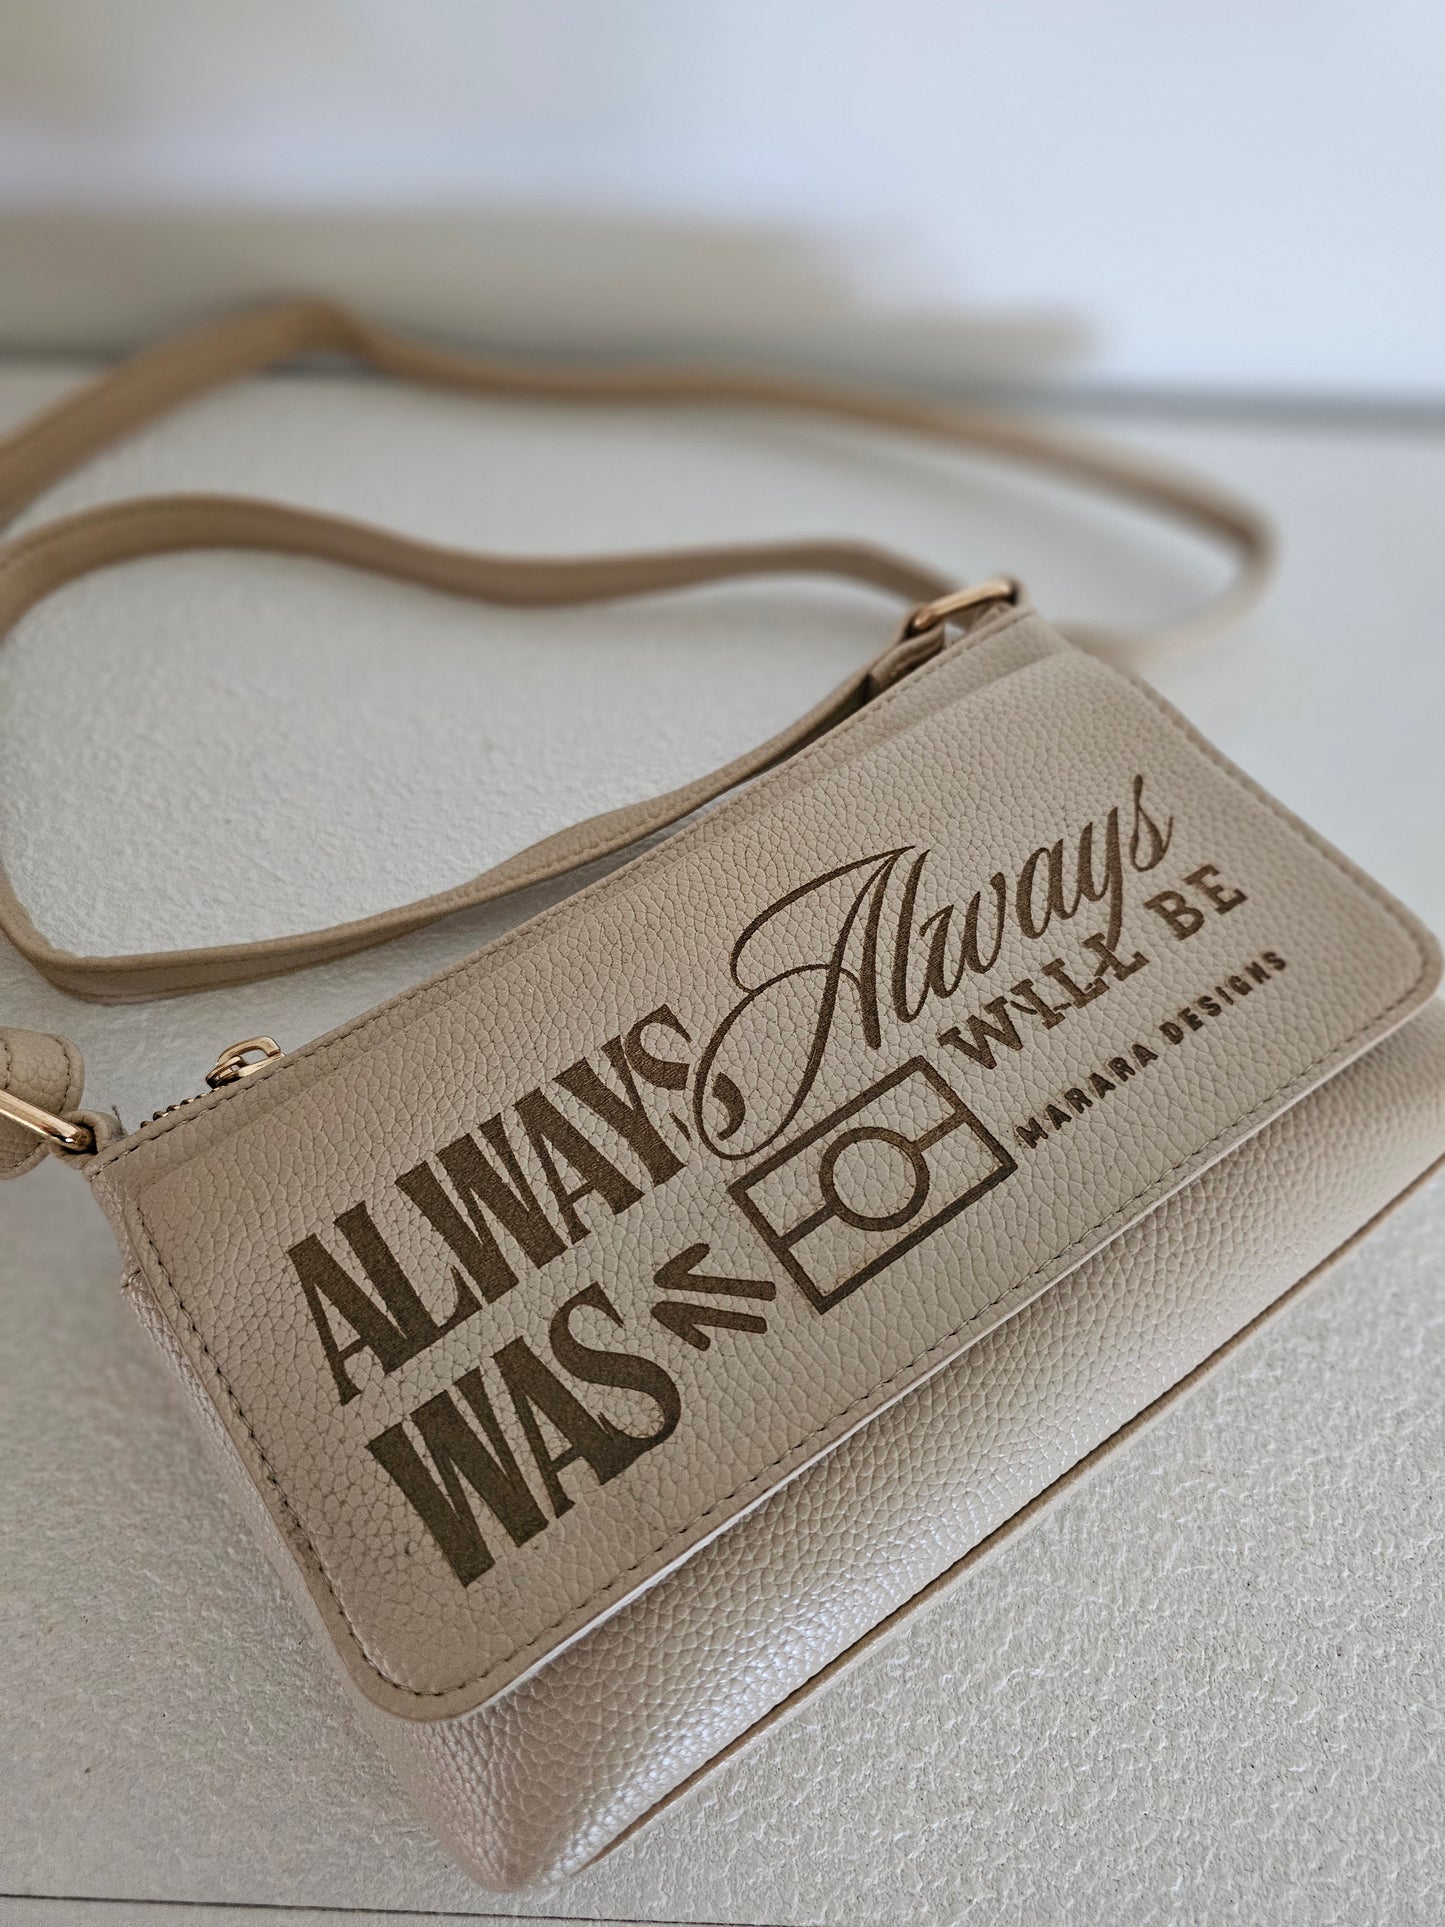 ALWAYS
WAS
Always
WILL BE
MARARA DESIGNS